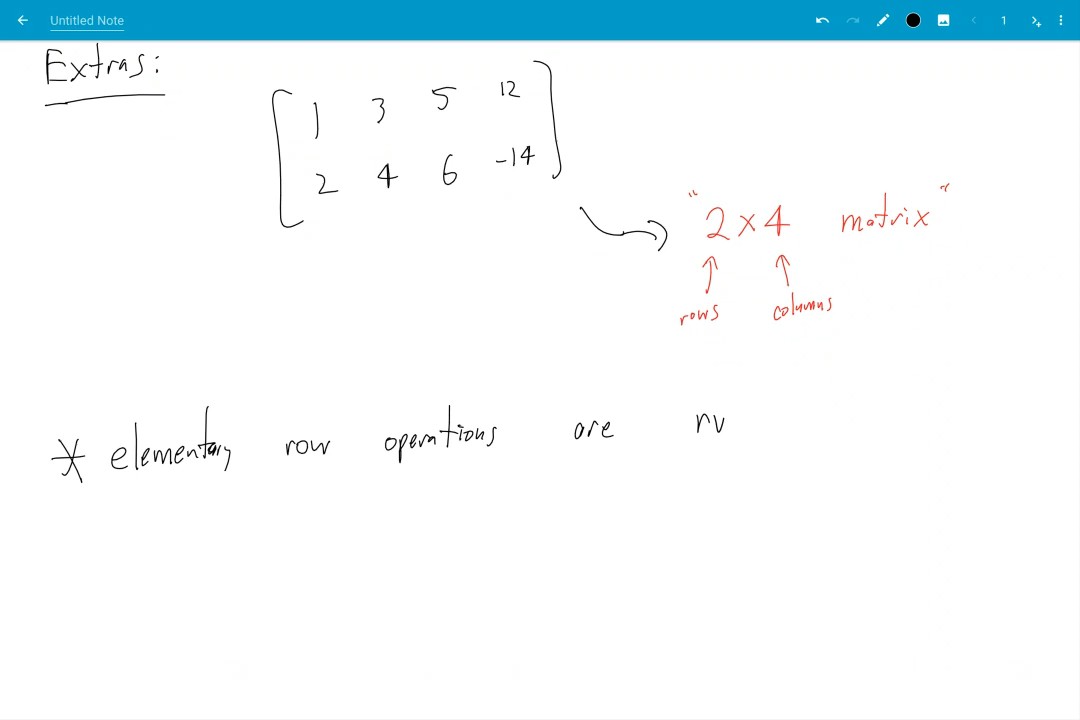 Untitled Note
1
Extras:
1 3 5 12
2 4 6 -14
"2 x 4 matrix"
rows columns
* elementary row operations are rv